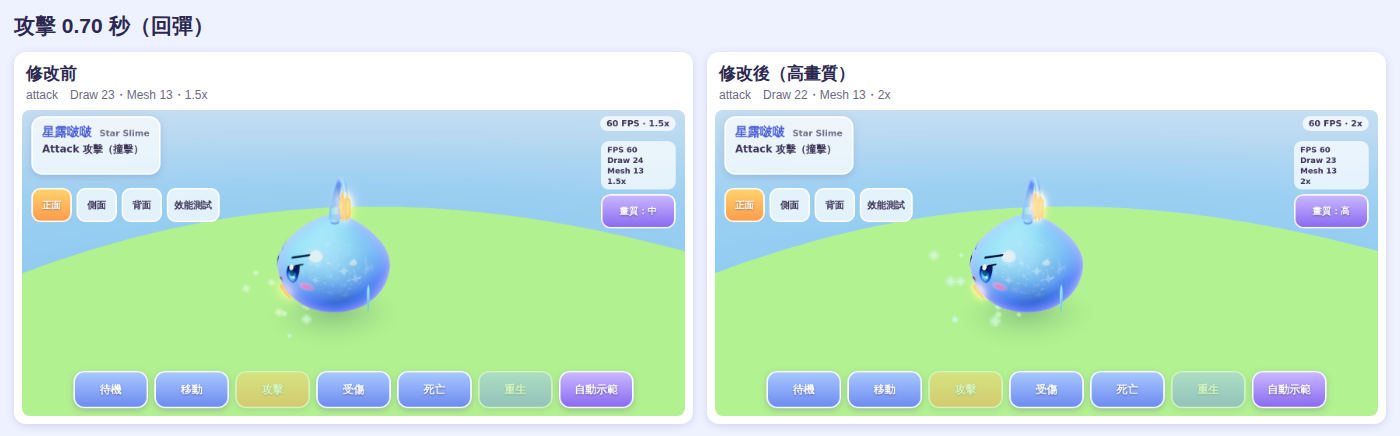 攻擊 0.70 秒（回彈）
修改前
attack Draw 23・Mesh 13・1.5x
星露啵啵 Star Slime
Attack 攻擊（撞擊）
60 FPS · 1.5x
FPS 60
Draw 24
Mesh 13
1.5x
正面 側面 背面 效能測試
畫質：中
待機 移動 攻擊 受傷 死亡 重生 自動示範
修改後（高畫質）
attack Draw 22・Mesh 13・2x
星露啵啵 Star Slime
Attack 攻擊（撞擊）
60 FPS · 2x
FPS 60
Draw 23
Mesh 13
2x
正面 側面 背面 效能測試
畫質：高
待機 移動 攻擊 受傷 死亡 重生 自動示範